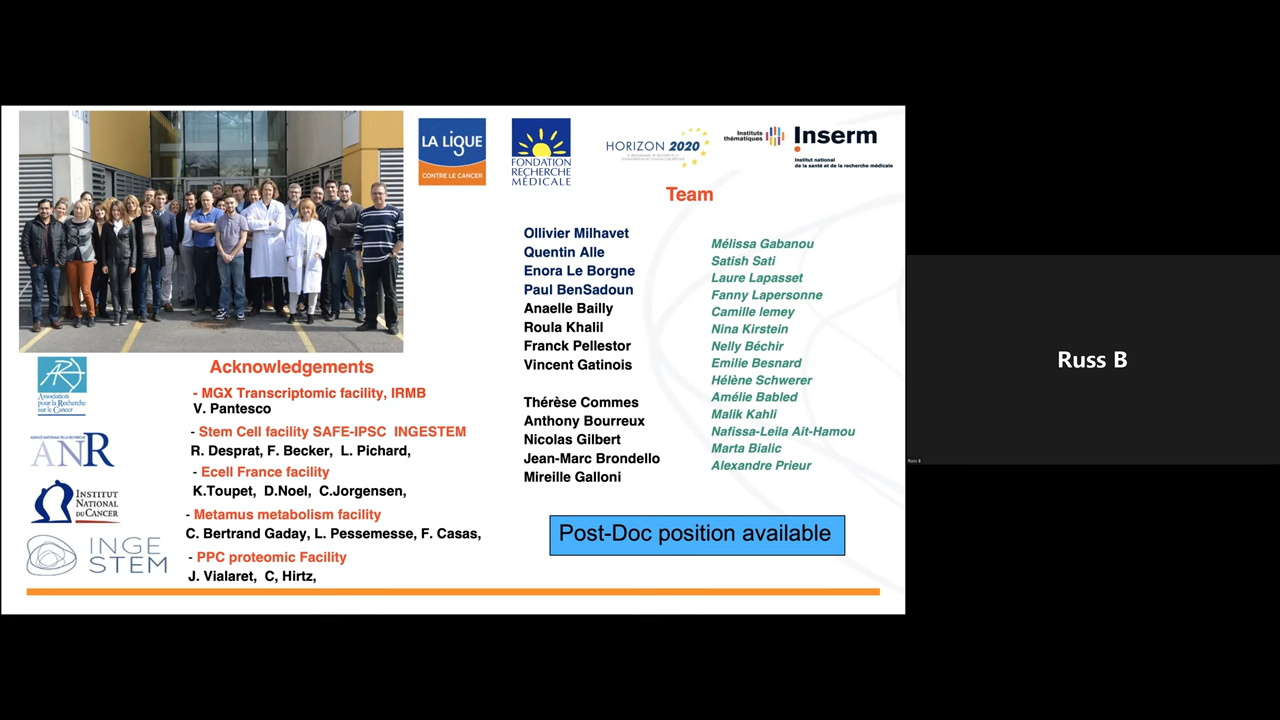 LA LIGUE
CONTRE LE CANCER
FONDATION
RECHERCHE
MÉDICALE
HORIZON 2020
Instituts
thématiques
Inserm
Institut national
de la santé et de la recherche médicale
Team
Ollivier Milhavet
Quentin Alle
Enora Le Borgne
Paul BenSadoun
Anaelle Bailly
Roula Khalil
Franck Pellestor
Vincent Gatinois
Thérèse Commes
Anthony Bourreux
Nicolas Gilbert
Jean-Marc Brondello
Mireille Galloni
Mélissa Gabanou
Satish Sati
Laure Lapasset
Fanny Lapersonne
Camille lemey
Nina Kirstein
Nelly Béchir
Emilie Besnard
Hélène Schwerer
Amélie Babled
Malik Kahli
Nafissa-Leila Ait-Hamou
Marta Bialic
Alexandre Prieur
Post-Doc position available
Association
pour la Recherche
sur le Cancer
AGENCE NATIONALE DE LA RECHERCHE
ANR
INSTITUT
NATIONAL
DU CANCER
INGE
STEM
Acknowledgements
- MGX Transcriptomic facility, IRMB
V. Pantesco
- Stem Cell facility SAFE-IPSC INGESTEM
R. Desprat, F. Becker, L. Pichard,
- Ecell France facility
K.Toupet, D.Noel, C.Jorgensen,
- Metamus metabolism facility
C. Bertrand Gaday, L. Pessemesse, F. Casas,
- PPC proteomic Facility
J. Vialaret, C, Hirtz,
Russ B
Russ B